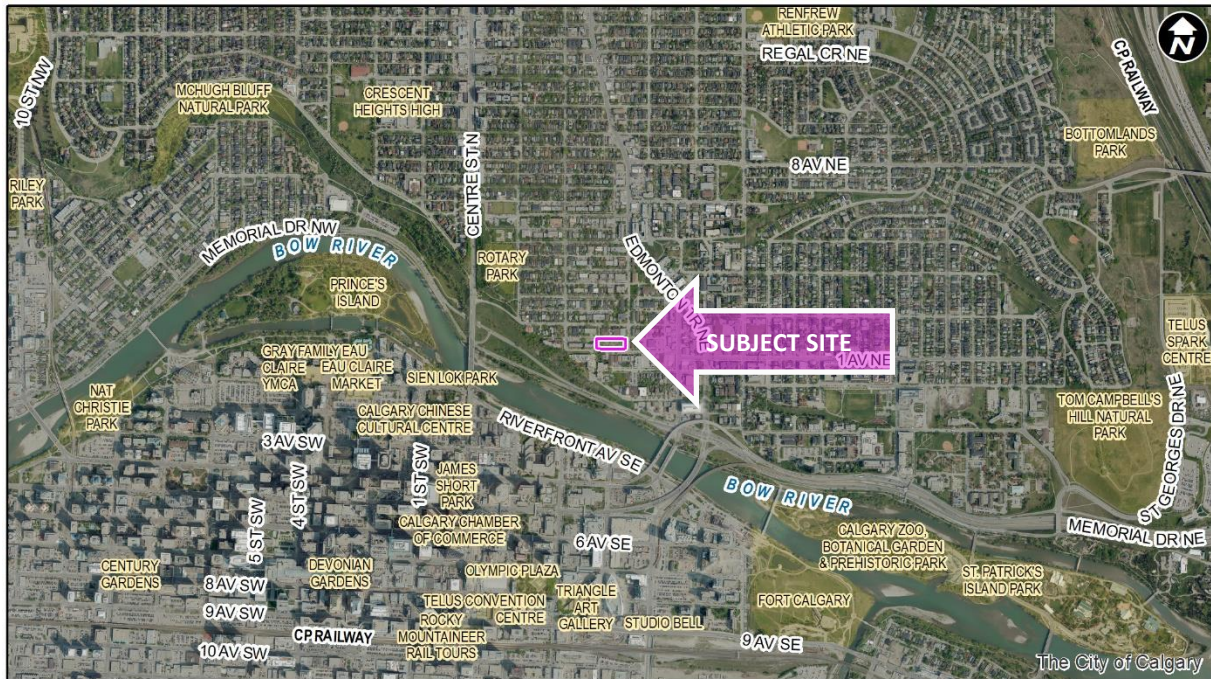 RENFREW
ATHLETIC PARK
REGAL CR NE
N
10 ST NW
MCHUGH BLUFF
NATURAL PARK
CRESCENT
HEIGHTS HIGH
CP RAILWAY
BOTTOMLANDS
PARK
8 AV NE
RILEY
PARK
CENTRE ST N
MEMORIAL DR NW
BOW RIVER
ROTARY
PARK
EDMONTON TR NE
PRINCE'S
ISLAND
SUBJECT SITE
1 AV NE
TELUS
SPARK
CENTRE
GRAY FAMILY EAU
CLAIRE
YMCA
EAU CLAIRE
MARKET
SIEN LOK PARK
NAT
CHRISTIE
PARK
CALGARY CHINESE
CULTURAL CENTRE
RIVERFRONT AV SE
TOM CAMPBELL'S
HILL NATURAL
PARK
ST GEORGES DR NE
3 AV SW
4 ST SW
1 ST SW
JAMES
SHORT
PARK
BOW RIVER
5 ST SW
CALGARY CHAMBER
OF COMMERCE
6 AV SE
CALGARY ZOO,
BOTANICAL GARDEN
& PREHISTORIC PARK
MEMORIAL DR NE
CENTURY
GARDENS
DEVONIAN
GARDENS
OLYMPIC PLAZA
ST. PATRICK'S
ISLAND PARK
8 AV SW
9 AV SW
TELUS CONVENTION
CENTRE
TRIANGLE
ART
GALLERY
STUDIO BELL
FORT CALGARY
CP RAILWAY
ROCKY
MOUNTAINEER
RAIL TOURS
9 AV SE
10 AV SW
The City of Calgary